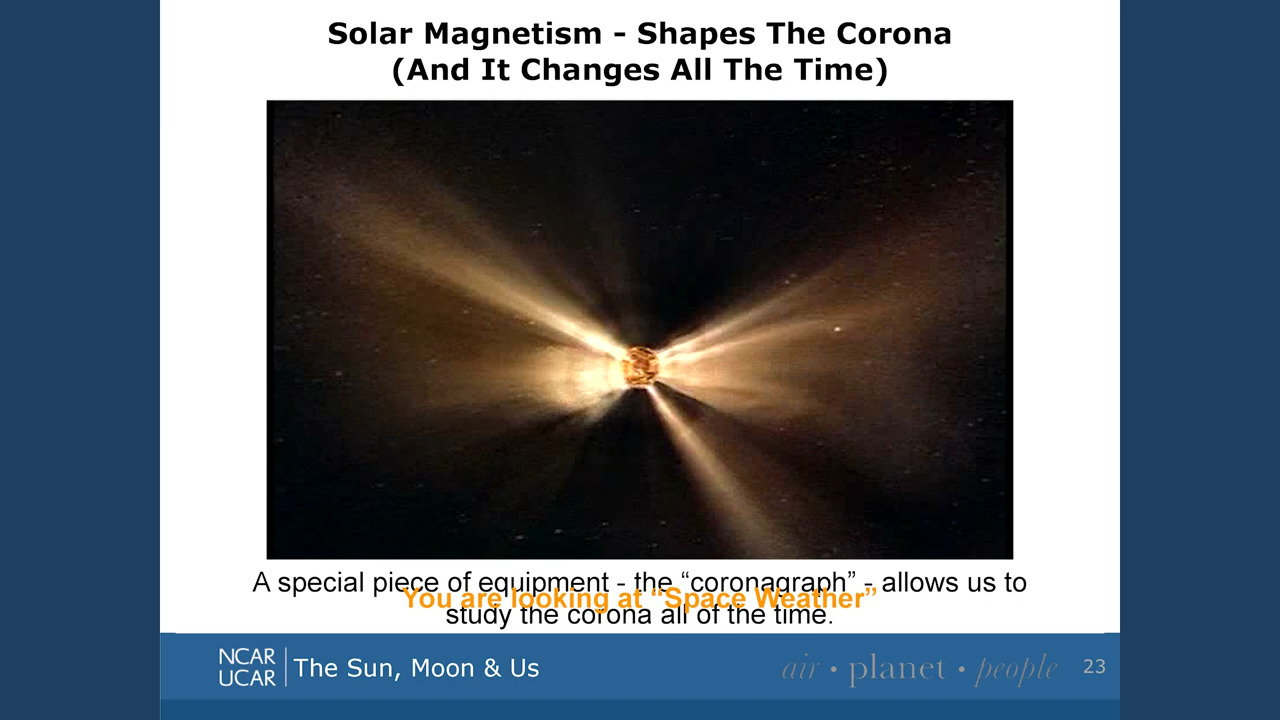 Solar Magnetism - Shapes The Corona
(And It Changes All The Time)
A special piece of equipment - the “coronagraph” - allows us to
You are looking at “Space Weather”
study the corona all of the time.
NCAR
UCAR
The Sun, Moon & Us
air • planet • people
23